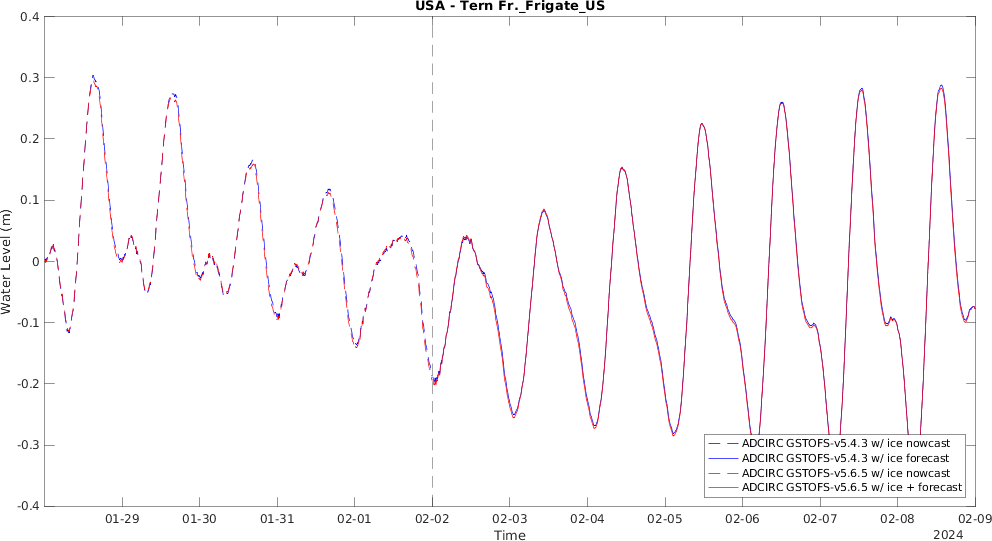 USA - Tern Fr._Frigate_US
0.4
0.3
0.2
0.1
0
-0.1
-0.2
-0.3
-0.4
Water Level (m)
ADCIRC GSTOFS-v5.4.3 w/ ice nowcast
ADCIRC GSTOFS-v5.4.3 w/ ice forecast
ADCIRC GSTOFS-v5.6.5 w/ ice nowcast
ADCIRC GSTOFS-v5.6.5 w/ ice + forecast
01-29 01-30 01-31 02-01 02-02 02-03 02-04 02-05 02-06 02-07 02-08 02-09
Time
2024